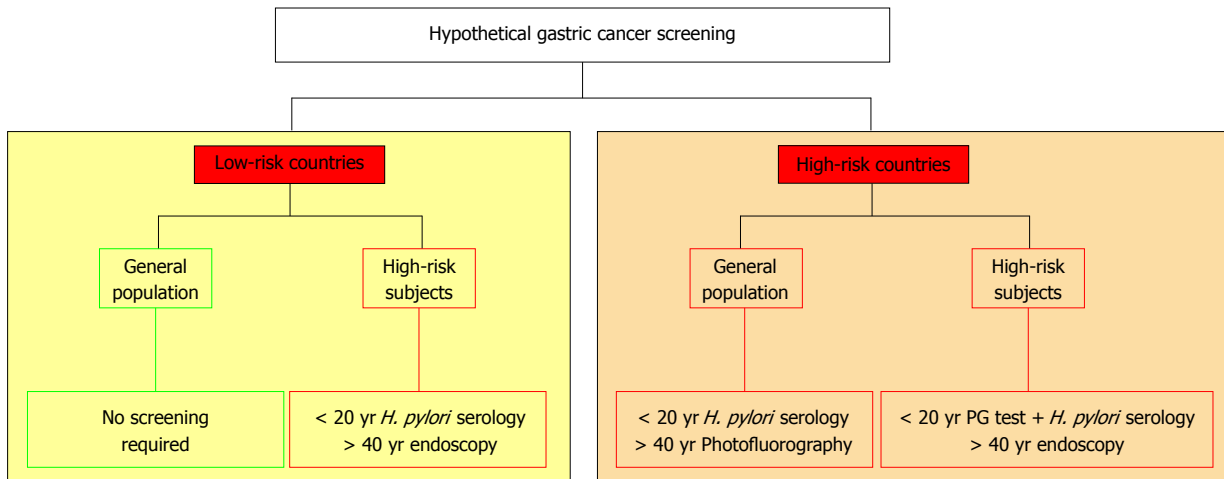 Hypothetical gastric cancer screening
Low-risk countries
High-risk countries
General
population
High-risk
subjects
General
population
High-risk
subjects
No screening
required
< 20 yr H. pylori serology
> 40 yr endoscopy
< 20 yr H. pylori serology
> 40 yr Photofluorography
< 20 yr PG test + H. pylori serology
> 40 yr endoscopy